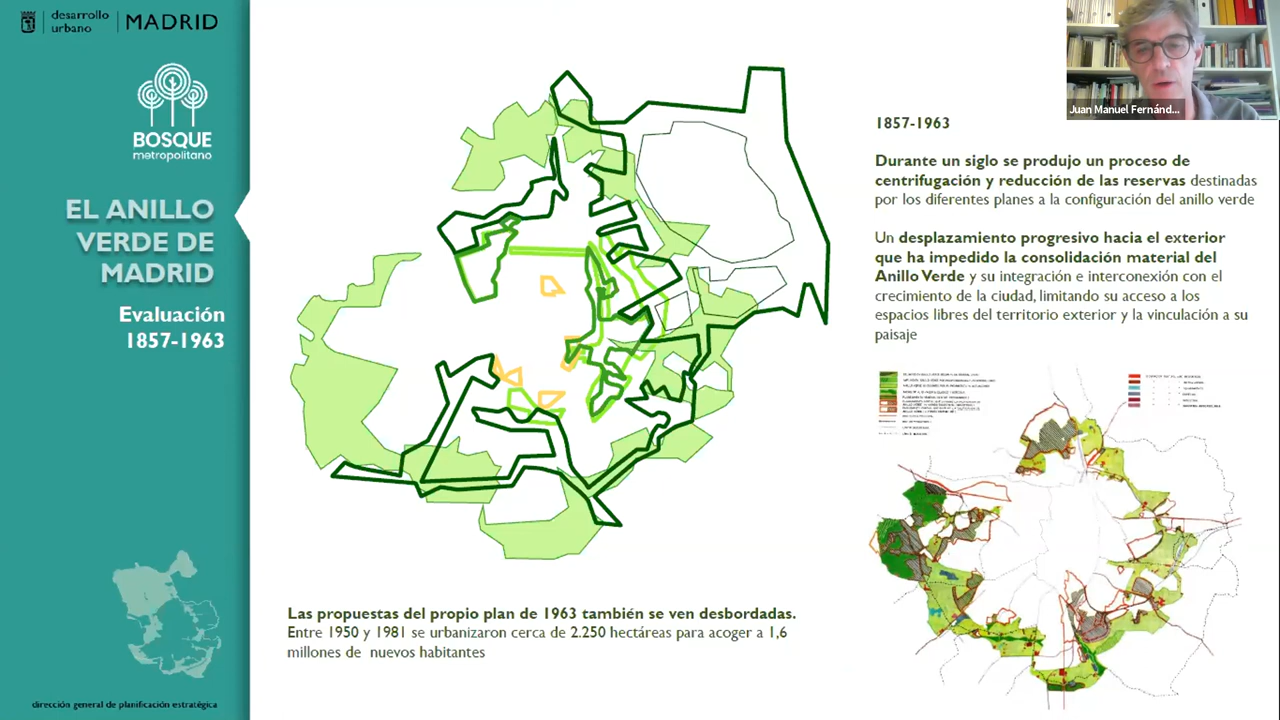 desarrollo
urbano
MADRID
BOSQUE
metropolitano
EL ANILLO
VERDE DE
MADRID
Evaluación
1857-1963
dirección general de planificación estratégica
Las propuestas del propio plan de 1963 también se ven desbordadas.
Entre 1950 y 1981 se urbanizaron cerca de 2.250 hectáreas para acoger a 1,6
millones de nuevos habitantes
Juan Manuel Fernánd...
1857-1963
Durante un siglo se produjo un proceso de
centrifugación y reducción de las reservas destinadas
por los diferentes planes a la configuración del anillo verde
Un desplazamiento progresivo hacia el exterior
que ha impedido la consolidación material del
Anillo Verde y su integración e interconexión con el
crecimiento de la ciudad, limitando su acceso a los
espacios libres del territorio exterior y la vinculación a su
paisaje